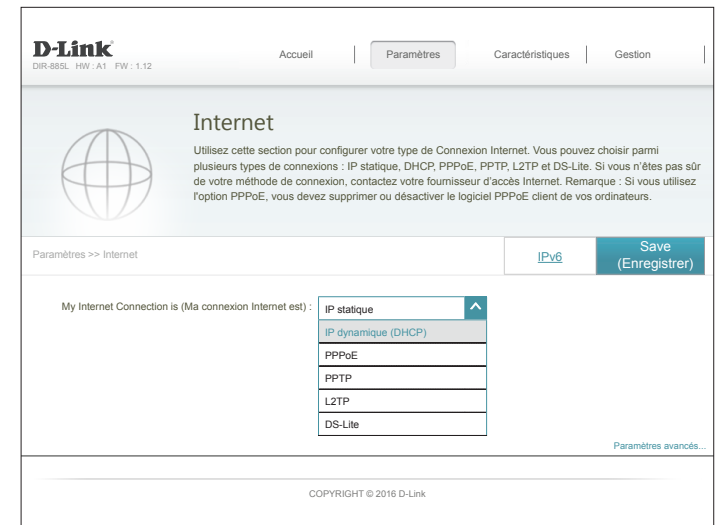 D-Link
DIR-885L HW : A1 FW : 1.12
Accueil
Paramètres
Caractéristiques
Gestion
Internet
Utilisez cette section pour configurer votre type de Connexion Internet. Vous pouvez choisir parmi
plusieurs types de connexions : IP statique, DHCP, PPPoE, PPTP, L2TP et DS-Lite. Si vous n'êtes pas sûr
de votre méthode de connexion, contactez votre fournisseur d'accès Internet. Remarque : Si vous utilisez
l'option PPPoE, vous devez supprimer ou désactiver le logiciel PPPoE client de vos ordinateurs.
Paramètres >> Internet
IPv6
Save
(Enregistrer)
My Internet Connection is (Ma connexion Internet est) :
IP statique
IP dynamique (DHCP)
PPPoE
PPTP
L2TP
DS-Lite
Paramètres avancés...
COPYRIGHT © 2016 D-Link